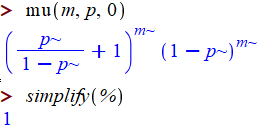 > mu(m, p, 0)
(p~/(1 − p~) + 1)^m~ (1 − p~)^m~
> simplify(%)
1